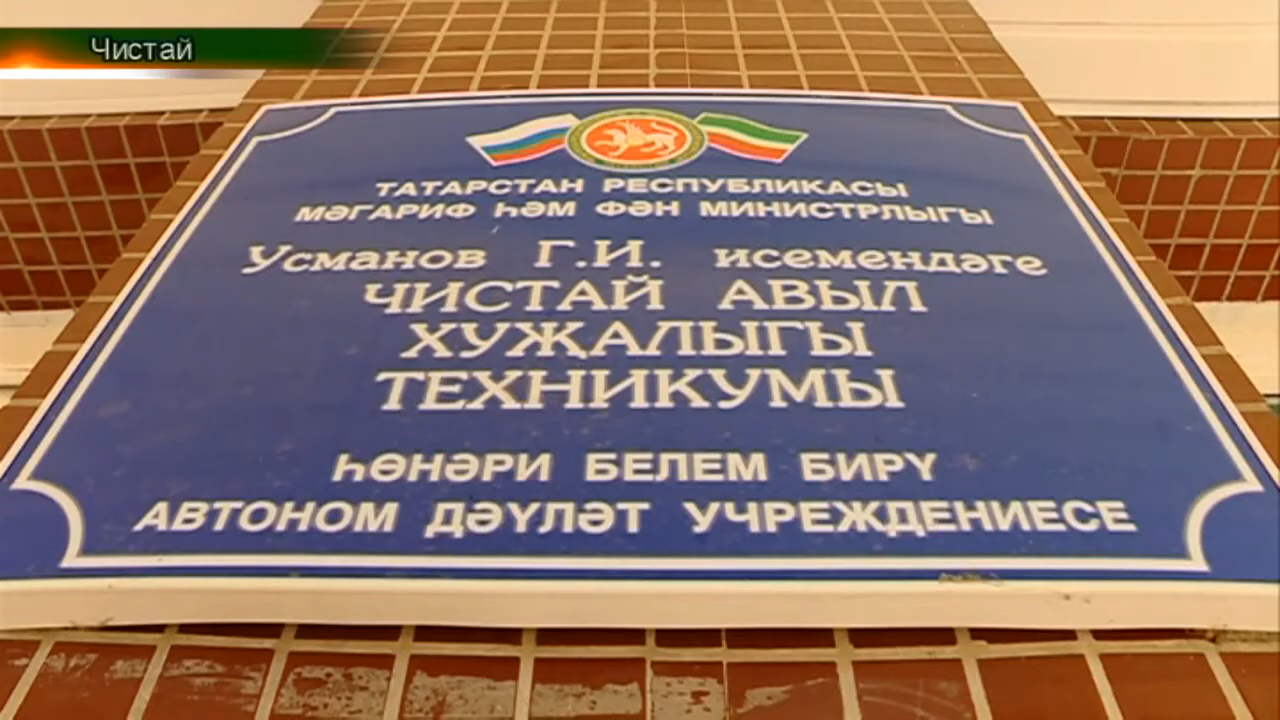 Чистай
ТАТАРСТАН РЕСПУБЛИКАСЫ
МӘГАРИФ ҺӘМ ФӘН МИНИСТРЛЫГЫ
Усманов Г.И. исемендәге
ЧИСТАЙ АВЫЛ
ХУҖАЛЫГЫ
ТЕХНИКУМЫ
ҺӨНӘРИ БЕЛЕМ БИРҮ
АВТОНОМ ДӘҮЛӘТ УЧРЕЖДЕНИЕСЕ